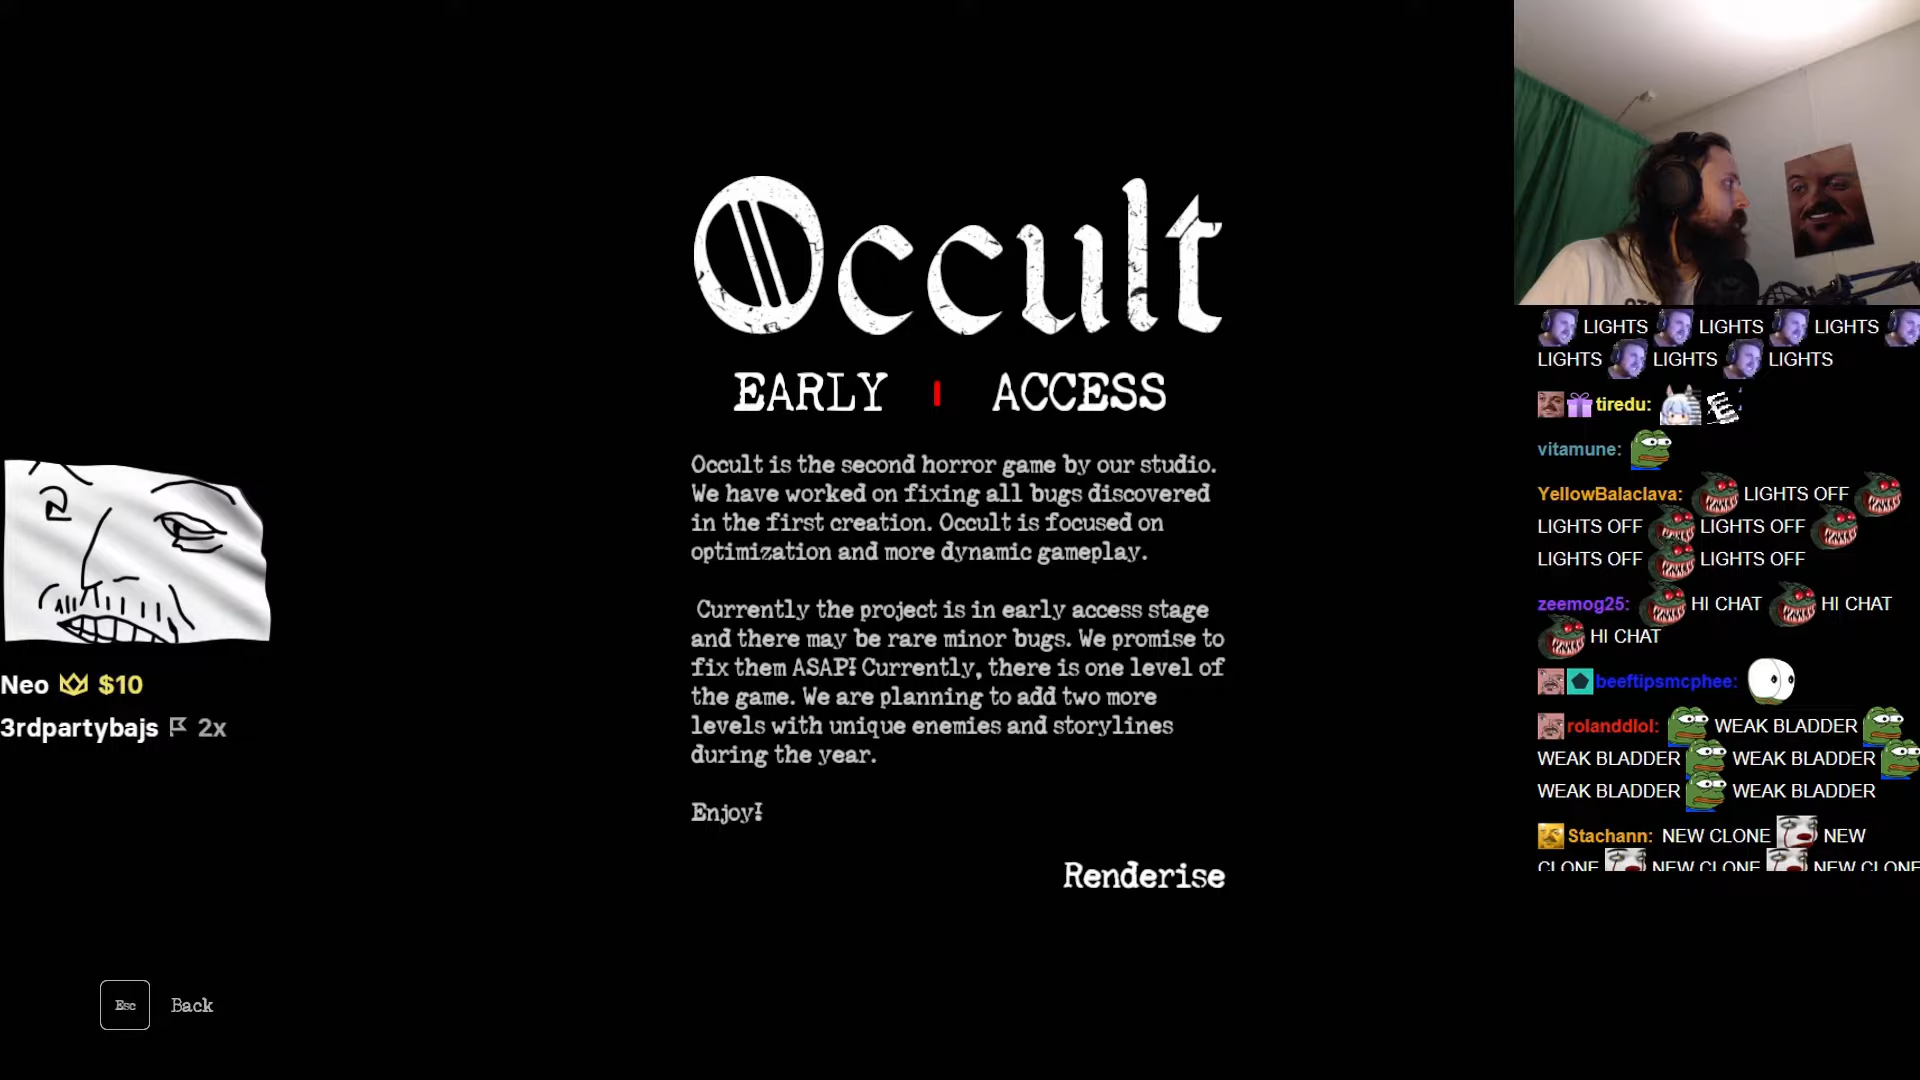 Occult
EARLY ACCESS
Occult is the second horror game by our studio.
We have worked on fixing all bugs discovered
in the first creation. Occult is focused on
optimization and more dynamic gameplay.
Currently the project is in early access stage
and there may be rare minor bugs. We promise to
fix them ASAP! Currently, there is one level of
the game. We are planning to add two more
levels with unique enemies and storylines
during the year.
Enjoy!
Renderise
Neo $10
3rdpartybajs 2x
Esc Back
LIGHTS LIGHTS LIGHTS
LIGHTS LIGHTS LIGHTS
tiredu:
vitamune:
YellowBalaclava: LIGHTS OFF
LIGHTS OFF LIGHTS OFF
LIGHTS OFF LIGHTS OFF
zeemog25: HI CHAT HI CHAT
HI CHAT
beeftipsmcphee:
rolanddlol: WEAK BLADDER
WEAK BLADDER WEAK BLADDER
WEAK BLADDER WEAK BLADDER
Stachann: NEW CLONE NEW
CLONE NEW CLONE NEW CLONE